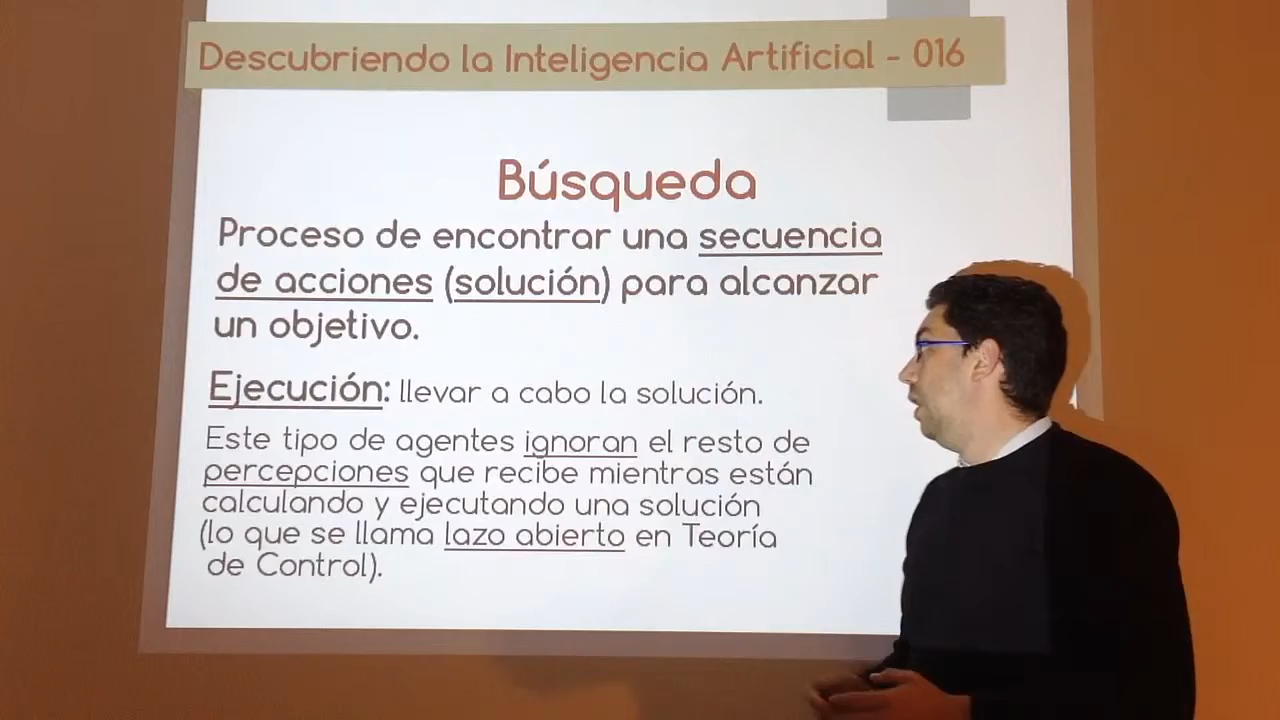 Descubriendo la Inteligencia Artificial - 016
Búsqueda
Proceso de encontrar una secuencia
de acciones (solución) para alcanzar
un objetivo.
Ejecución: llevar a cabo la solución.
Este tipo de agentes ignoran el resto de
percepciones que recibe mientras están
calculando y ejecutando una solución
(lo que se llama lazo abierto en Teoría
de Control).